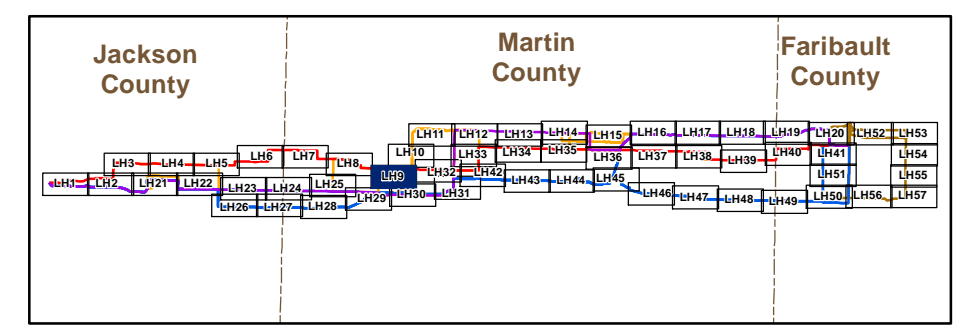 Jackson
County
Martin
County
Faribault
County
LH11 LH12 LH13 LH14 LH15 LH16 LH17 LH18 LH19 LH20 LH52 LH53
LH3 LH4 LH5 LH6 LH7 LH8 LH10 LH33 LH34 LH35 LH36 LH37 LH38 LH39 LH40 LH41 LH54
LH9 LH32 LH42 LH51 LH55
LH1 LH2 LH21 LH22 LH23 LH24 LH25 LH29 LH30 LH31 LH43 LH44 LH45 LH46 LH47 LH48 LH49 LH50 LH56 LH57
LH26 LH27 LH28